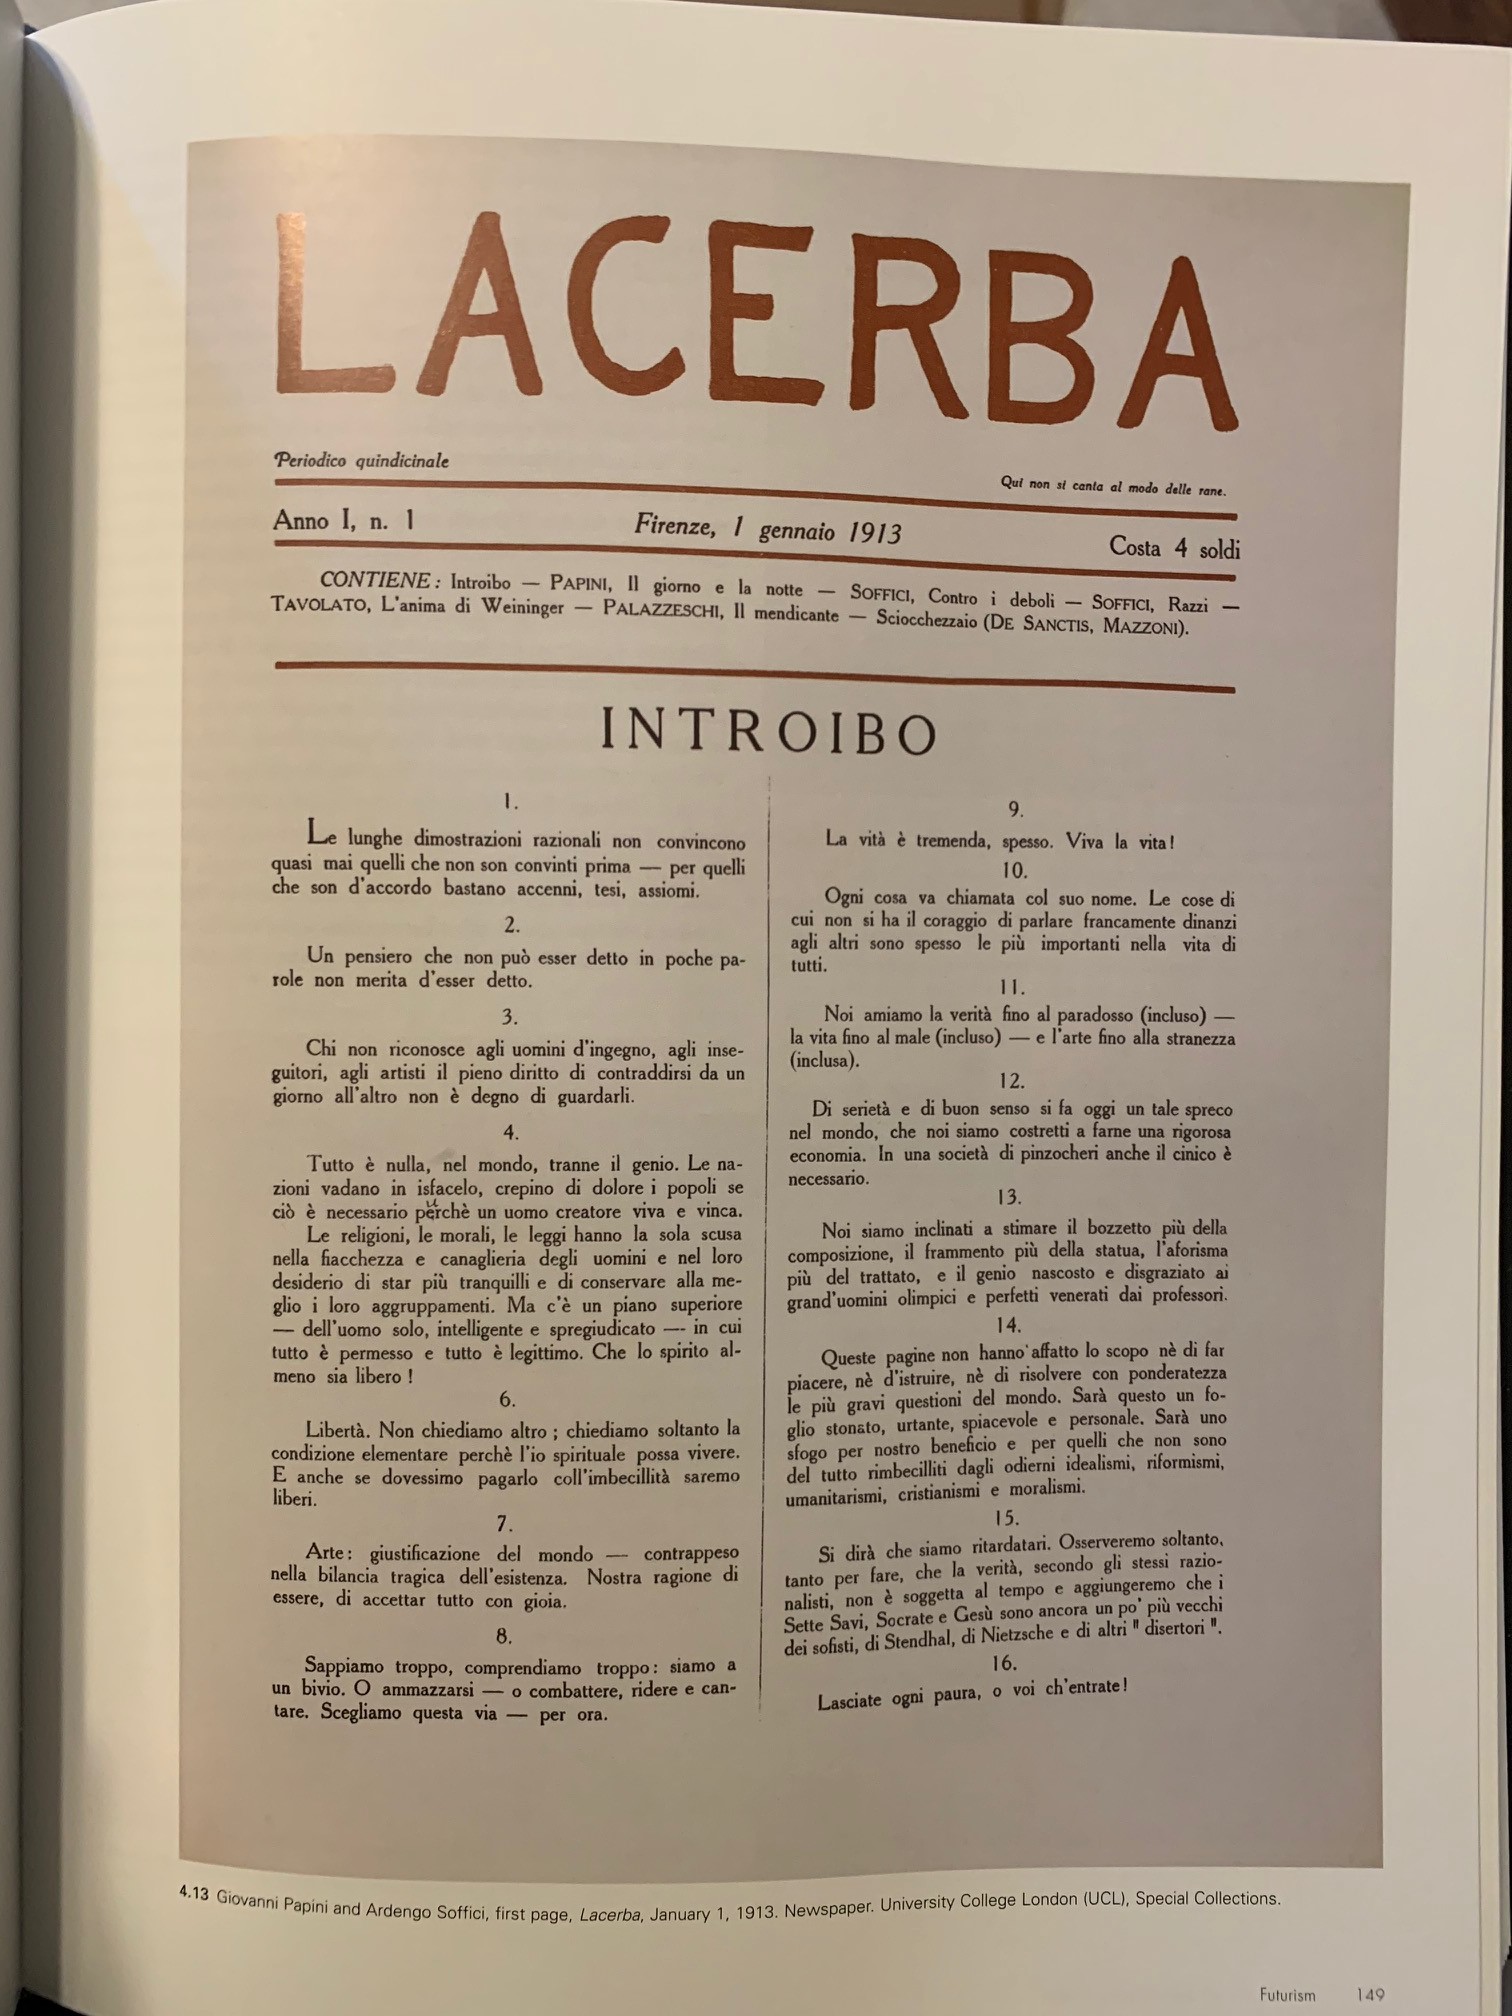 LACERBA
Periodico quindicinale
Qui non si canta al modo delle rane.
Anno I, n. 1
Firenze, 1 gennaio 1913
Costa 4 soldi
CONTIENE: Introibo — PAPINI, Il giorno e la notte — SOFFICI, Contro i deboli — SOFFICI, Razzi —
TAVOLATO, L'anima di Weininger — PALAZZESCHI, Il mendicante — Sciocchezzaio (DE SANCTIS, MAZZONI).
INTROIBO
1.
Le lunghe dimostrazioni razionali non convincono
quasi mai quelli che non son convinti prima — per quelli
che son d'accordo bastano accenni, tesi, assiomi.
2.
Un pensiero che non può esser detto in poche pa-
role non merita d'esser detto.
3.
Chi non riconosce agli uomini d'ingegno, agli inse-
guitori, agli artisti il pieno diritto di contraddirsi da un
giorno all'altro non è degno di guardarli.
4.
Tutto è nulla, nel mondo, tranne il genio. Le na-
zioni vadano in isfacelo, crepino di dolore i popoli se
ciò è necessario perchè un uomo creatore viva e vinca.
Le religioni, le morali, le leggi hanno la sola scusa
nella fiacchezza e canaglieria degli uomini e nel loro
desiderio di star più tranquilli e di conservare alla me-
glio i loro aggruppamenti. Ma c'è un piano superiore
— dell'uomo solo, intelligente e spregiudicato — in cui
tutto è permesso e tutto è legittimo. Che lo spirito al-
meno sia libero !
6.
Libertà. Non chiediamo altro ; chiediamo soltanto la
condizione elementare perchè l'io spirituale possa vivere.
E anche se dovessimo pagarlo coll'imbecillità saremo
liberi.
7.
Arte: giustificazione del mondo — contrappeso
nella bilancia tragica dell'esistenza. Nostra ragione di
essere, di accettar tutto con gioia.
8.
Sappiamo troppo, comprendiamo troppo: siamo a
un bivio. O ammazzarsi — o combattere, ridere e can-
tare. Scegliamo questa via — per ora.
9.
La vità è tremenda, spesso. Viva la vita !
10.
Ogni cosa va chiamata col suo nome. Le cose di
cui non si ha il coraggio di parlare francamente dinanzi
agli altri sono spesso le più importanti nella vita di
tutti.
11.
Noi amiamo la verità fino al paradosso (incluso) —
la vita fino al male (incluso) — e l'arte fino alla stranezza
(inclusa).
12.
Di serietà e di buon senso si fa oggi un tale spreco
nel mondo, che noi siamo costretti a farne una rigorosa
economia. In una società di pinzocheri anche il cinico è
necessario.
13.
Noi siamo inclinati a stimare il bozzetto più della
composizione, il frammento più della statua, l'aforisma
più del trattato, e il genio nascosto e disgraziato ai
grand'uomini olimpici e perfetti venerati dai professori.
14.
Queste pagine non hanno affatto lo scopo nè di far
piacere, nè d'istruire, nè di risolvere con ponderatezza
le più gravi questioni del mondo. Sarà questo un fo-
glio stonato, urtante, spiacevole e personale. Sarà uno
sfogo per nostro beneficio e per quelli che non sono
del tutto rimbecilliti dagli odierni idealismi, riformismi,
umanitarismi, cristianismi e moralismi.
15.
Si dirà che siamo ritardatari. Osserveremo soltanto,
tanto per fare, che la verità, secondo gli stessi razio-
nalisti, non è soggetta al tempo e aggiungeremo che i
Sette Savi, Socrate e Gesù sono ancora un po' più vecchi
dei sofisti, di Stendhal, di Nietzsche e di altri " disertori ".
16.
Lasciate ogni paura, o voi ch'entrate !
4.13 Giovanni Papini and Ardengo Soffici, first page, Lacerba, January 1, 1913. Newspaper. University College London (UCL), Special Collections.
Futurism 149